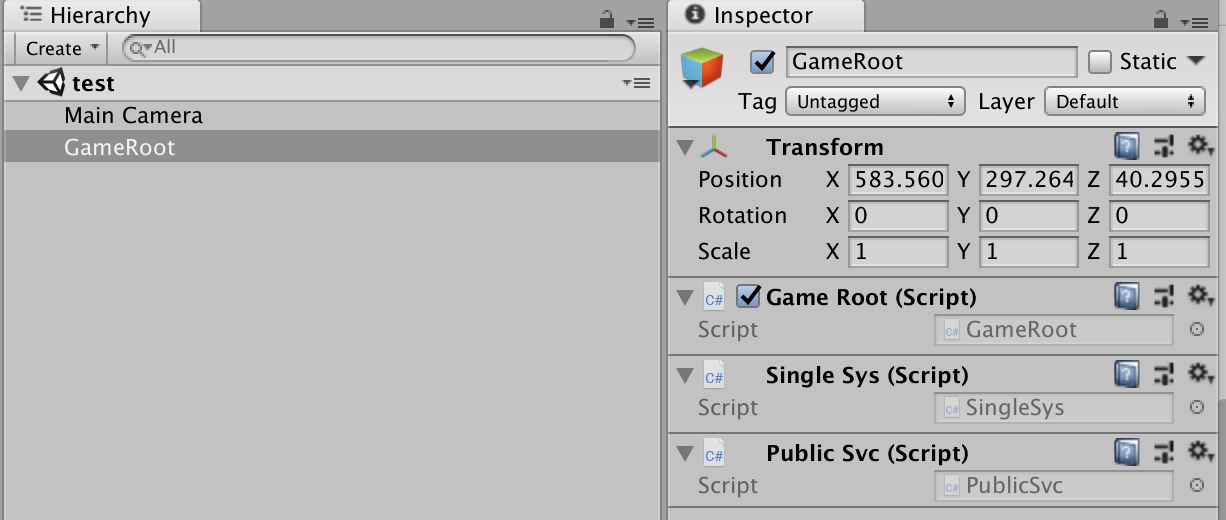 Hierarchy
Create
All
test
Main Camera
GameRoot
Inspector
GameRoot
Static
Tag Untagged Layer Default
Transform
Position X 583.560 Y 297.264 Z 40.2955
Rotation X 0 Y 0 Z 0
Scale X 1 Y 1 Z 1
C# Game Root (Script)
Script C# GameRoot
C# Single Sys (Script)
Script C# SingleSys
C# Public Svc (Script)
Script C# PublicSvc